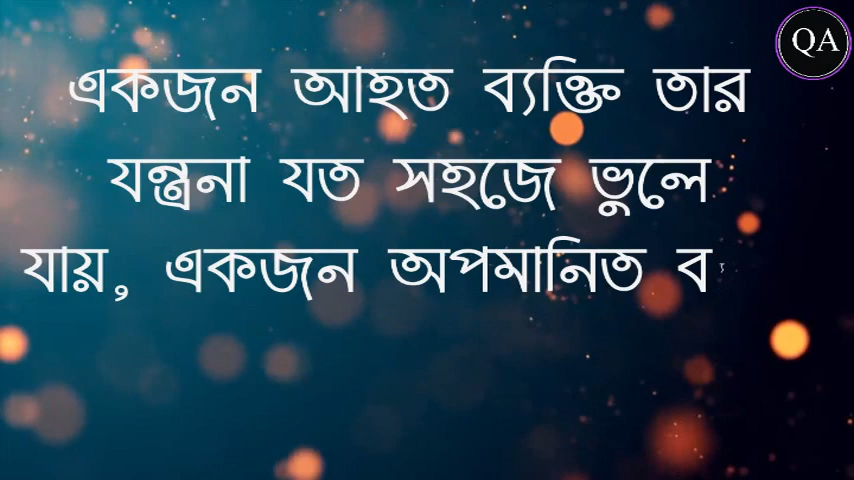 QA
একজন আহত ব্যক্তি তার
যন্ত্রনা যত সহজে ভুলে
যায়, একজন অপমানিত ব